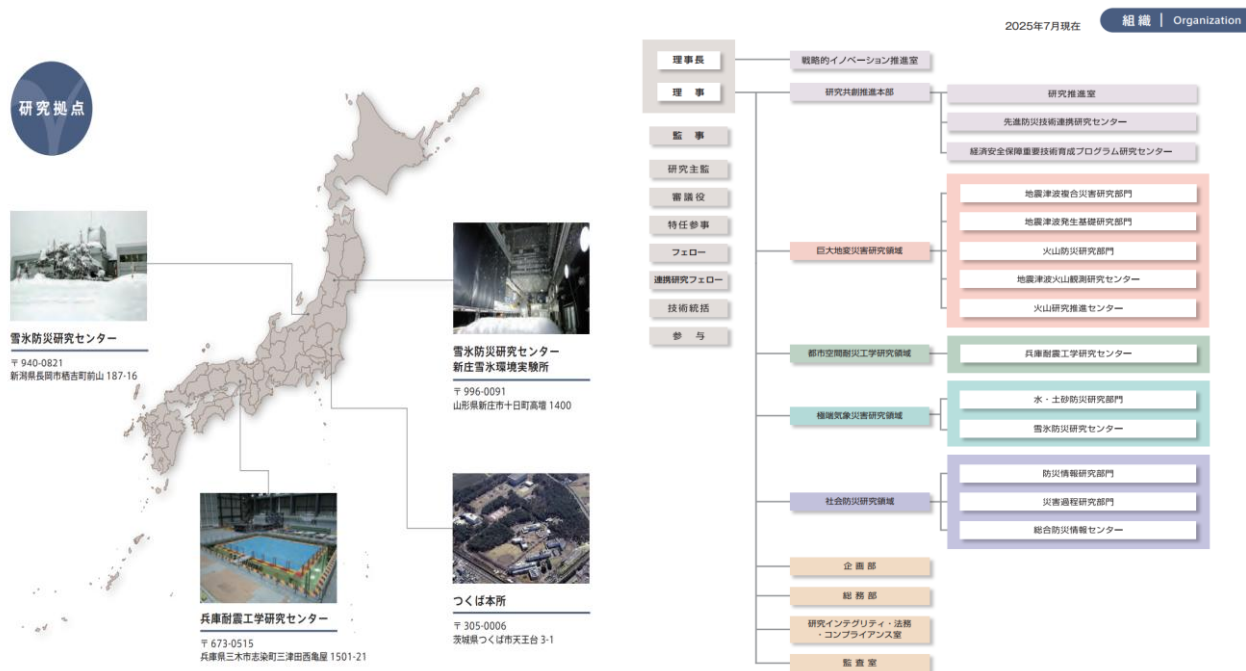 2025年7月現在
組織 | Organization
研究拠点
雪氷防災研究センター
〒940-0821
新潟県長岡市栖吉町前山 187-16
雪氷防災研究センター
新庄雪氷環境実験所
〒996-0091
山形県新庄市十日町高壇 1400
兵庫耐震工学研究センター
〒673-0515
兵庫県三木市志染町三津田西亀屋 1501-21
つくば本所
〒305-0006
茨城県つくば市天王台 3-1
理事長
理 事
監 事
研究主監
審議役
特任参事
フェロー
連携研究フェロー
技術統括
参 与
戦略的イノベーション推進室
研究共創推進本部
研究推進室
先進防災技術連携研究センター
経済安全保障重要技術育成プログラム研究センター
巨大地変災害研究領域
地震津波複合災害研究部門
地震津波発生基礎研究部門
火山防災研究部門
地震津波火山観測研究センター
火山研究推進センター
都市空間耐災工学研究領域
兵庫耐震工学研究センター
極端気象災害研究領域
水・土砂防災研究部門
雪氷防災研究センター
社会防災研究領域
防災情報研究部門
災害過程研究部門
総合防災情報センター
企画部
総務部
研究インテグリティ・法務
・コンプライアンス室
監査室